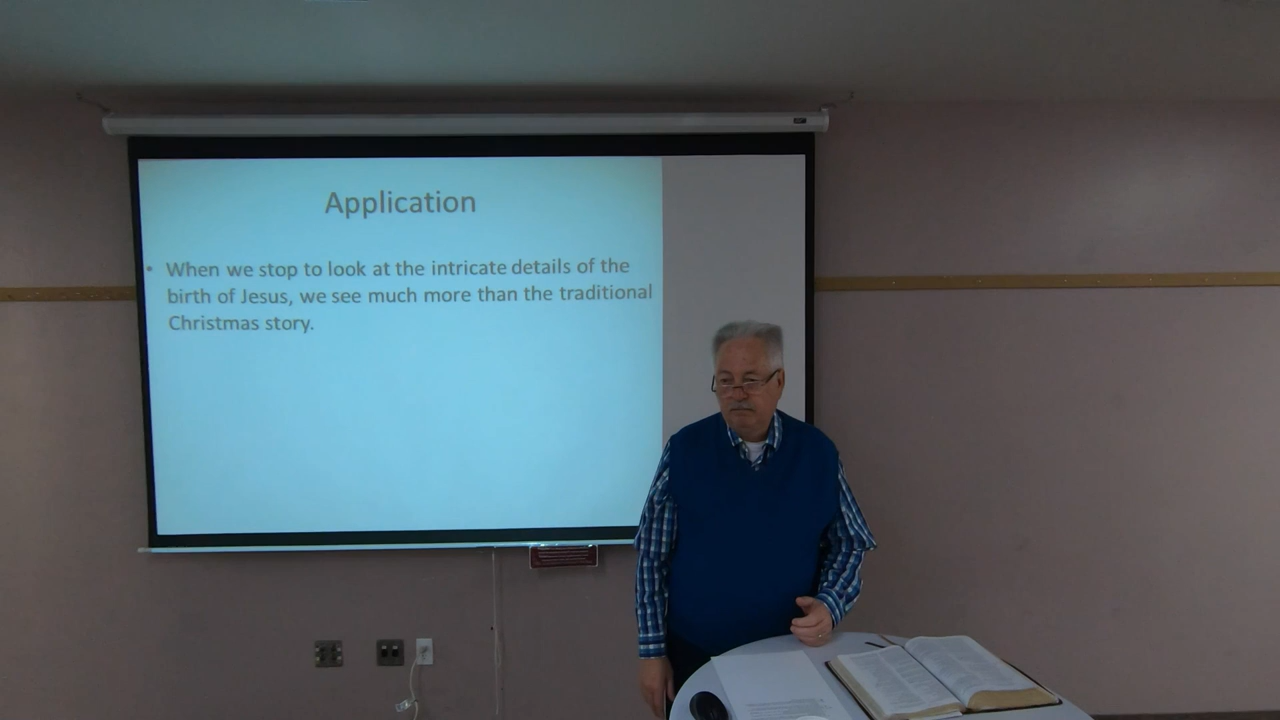 Application
• When we stop to look at the intricate details of the
birth of Jesus, we see much more than the traditional
Christmas story.